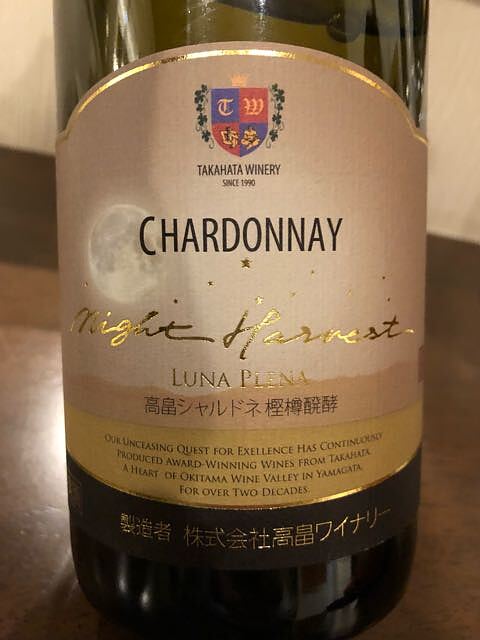 T W
TAKAHATA WINERY
SINCE 1990
CHARDONNAY
Night Harvest
LUNA PLENA
高畠シャルドネ 樫樽醗酵
OUR UNCEASING QUEST FOR EXELLENCE HAS CONTINUOUSLY
PRODUCED AWARD-WINNING WINES FROM TAKAHATA.
A HEART OF OKITAMA WINE VALLEY IN YAMAGATA.
FOR OVER TWO DECADES.
製造者 株式会社高畠ワイナリー